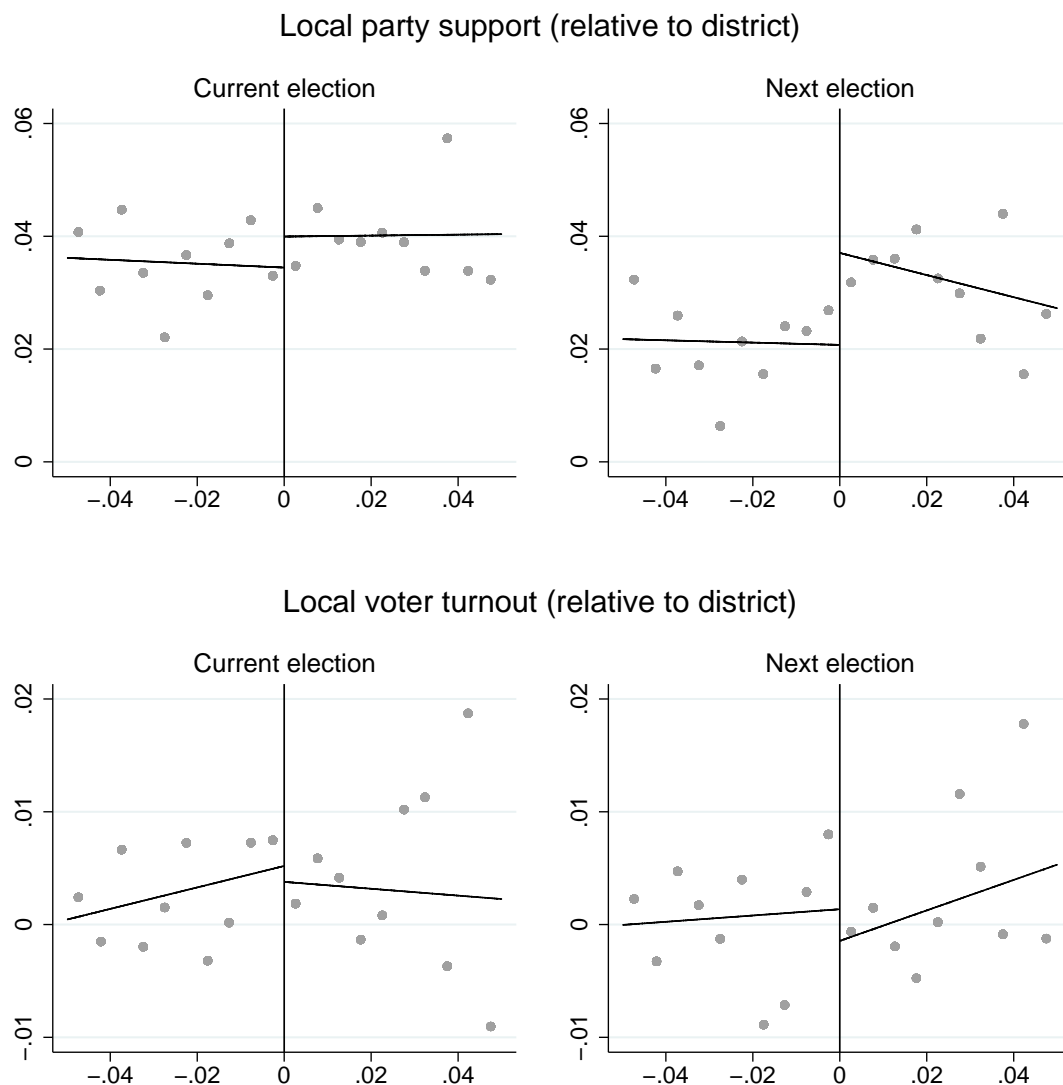 Local party support (relative to district)
Current election
Next election
.06
.04
.02
0
−.04 −.02 0 .02 .04
.06
.04
.02
0
−.04 −.02 0 .02 .04
Local voter turnout (relative to district)
Current election
Next election
.02
.01
0
−.01
−.04 −.02 0 .02 .04
.02
.01
0
−.01
−.04 −.02 0 .02 .04